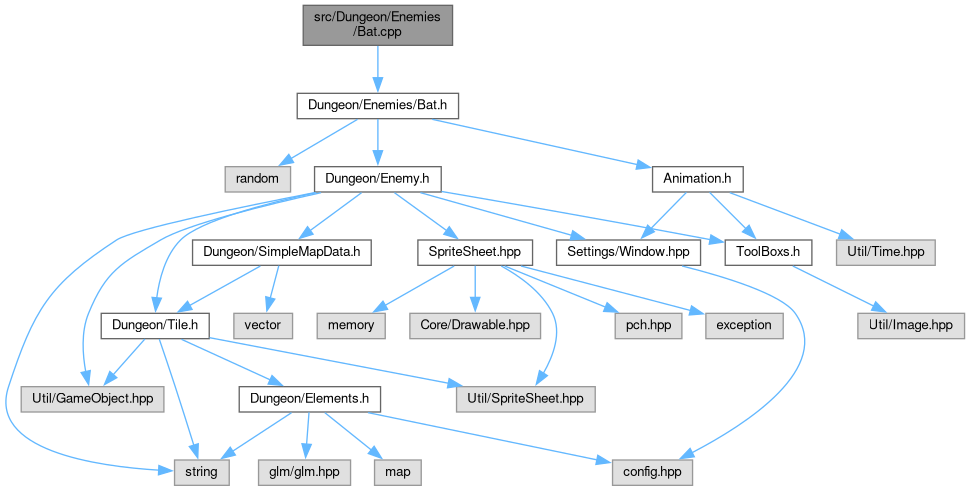 src/Dungeon/Enemies
/Bat.cpp
Dungeon/Enemies/Bat.h
random
Dungeon/Enemy.h
Animation.h
Dungeon/SimpleMapData.h
SpriteSheet.hpp
Settings/Window.hpp
ToolBoxs.h
Util/Time.hpp
Dungeon/Tile.h
vector
memory
Core/Drawable.hpp
pch.hpp
exception
Util/Image.hpp
Util/GameObject.hpp
Dungeon/Elements.h
Util/SpriteSheet.hpp
string
glm/glm.hpp
map
config.hpp